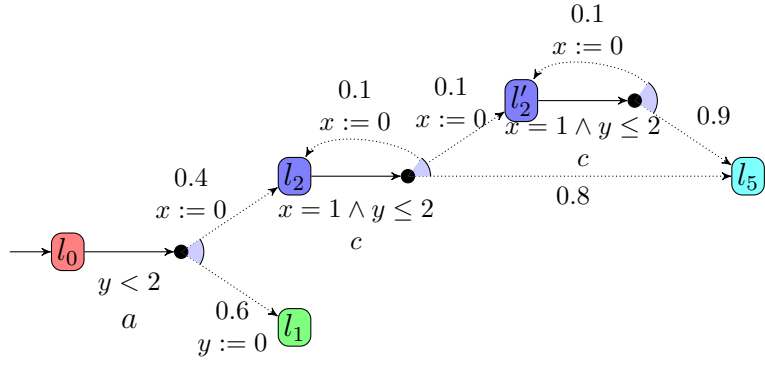 0.1
x := 0
0.1
x := 0
l₂′
x = 1 ∧ y ≤ 2
c
0.9
0.1
x := 0
l₂
x = 1 ∧ y ≤ 2
c
l₅
0.8
0.4
x := 0
l₀
y < 2
a
0.6
y := 0
l₁